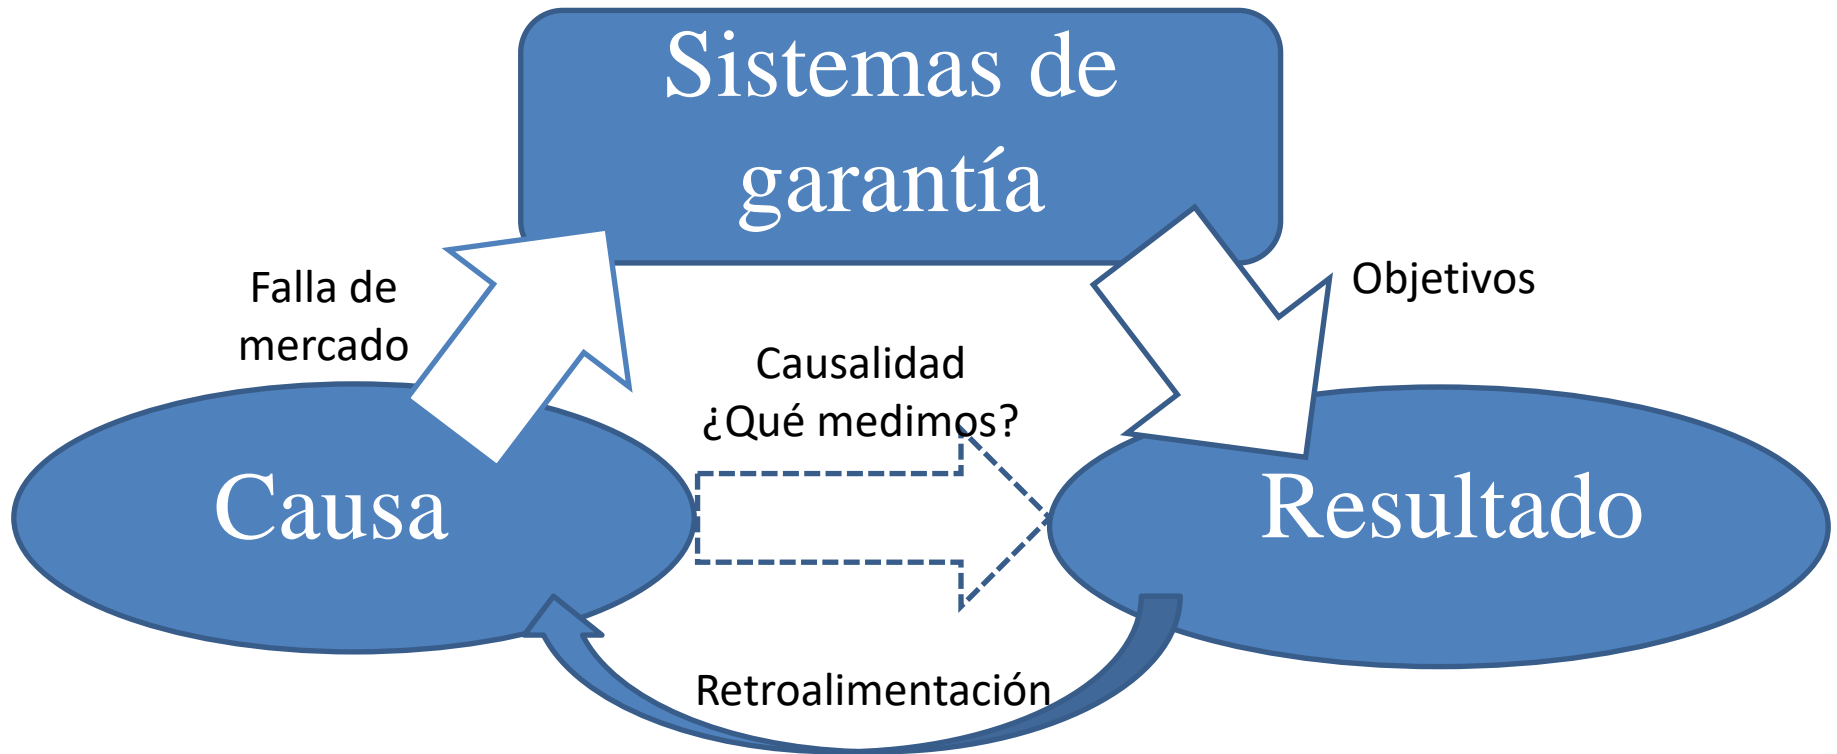 Sistemas de
garantía
Falla de
mercado
Objetivos
Causalidad
¿Qué medimos?
Causa
Resultado
Retroalimentación